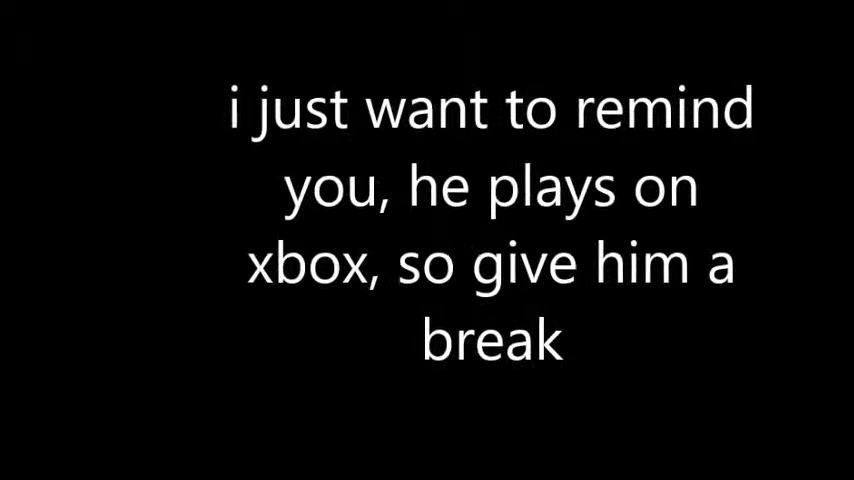 i just want to remind
you, he plays on
xbox, so give him a
break